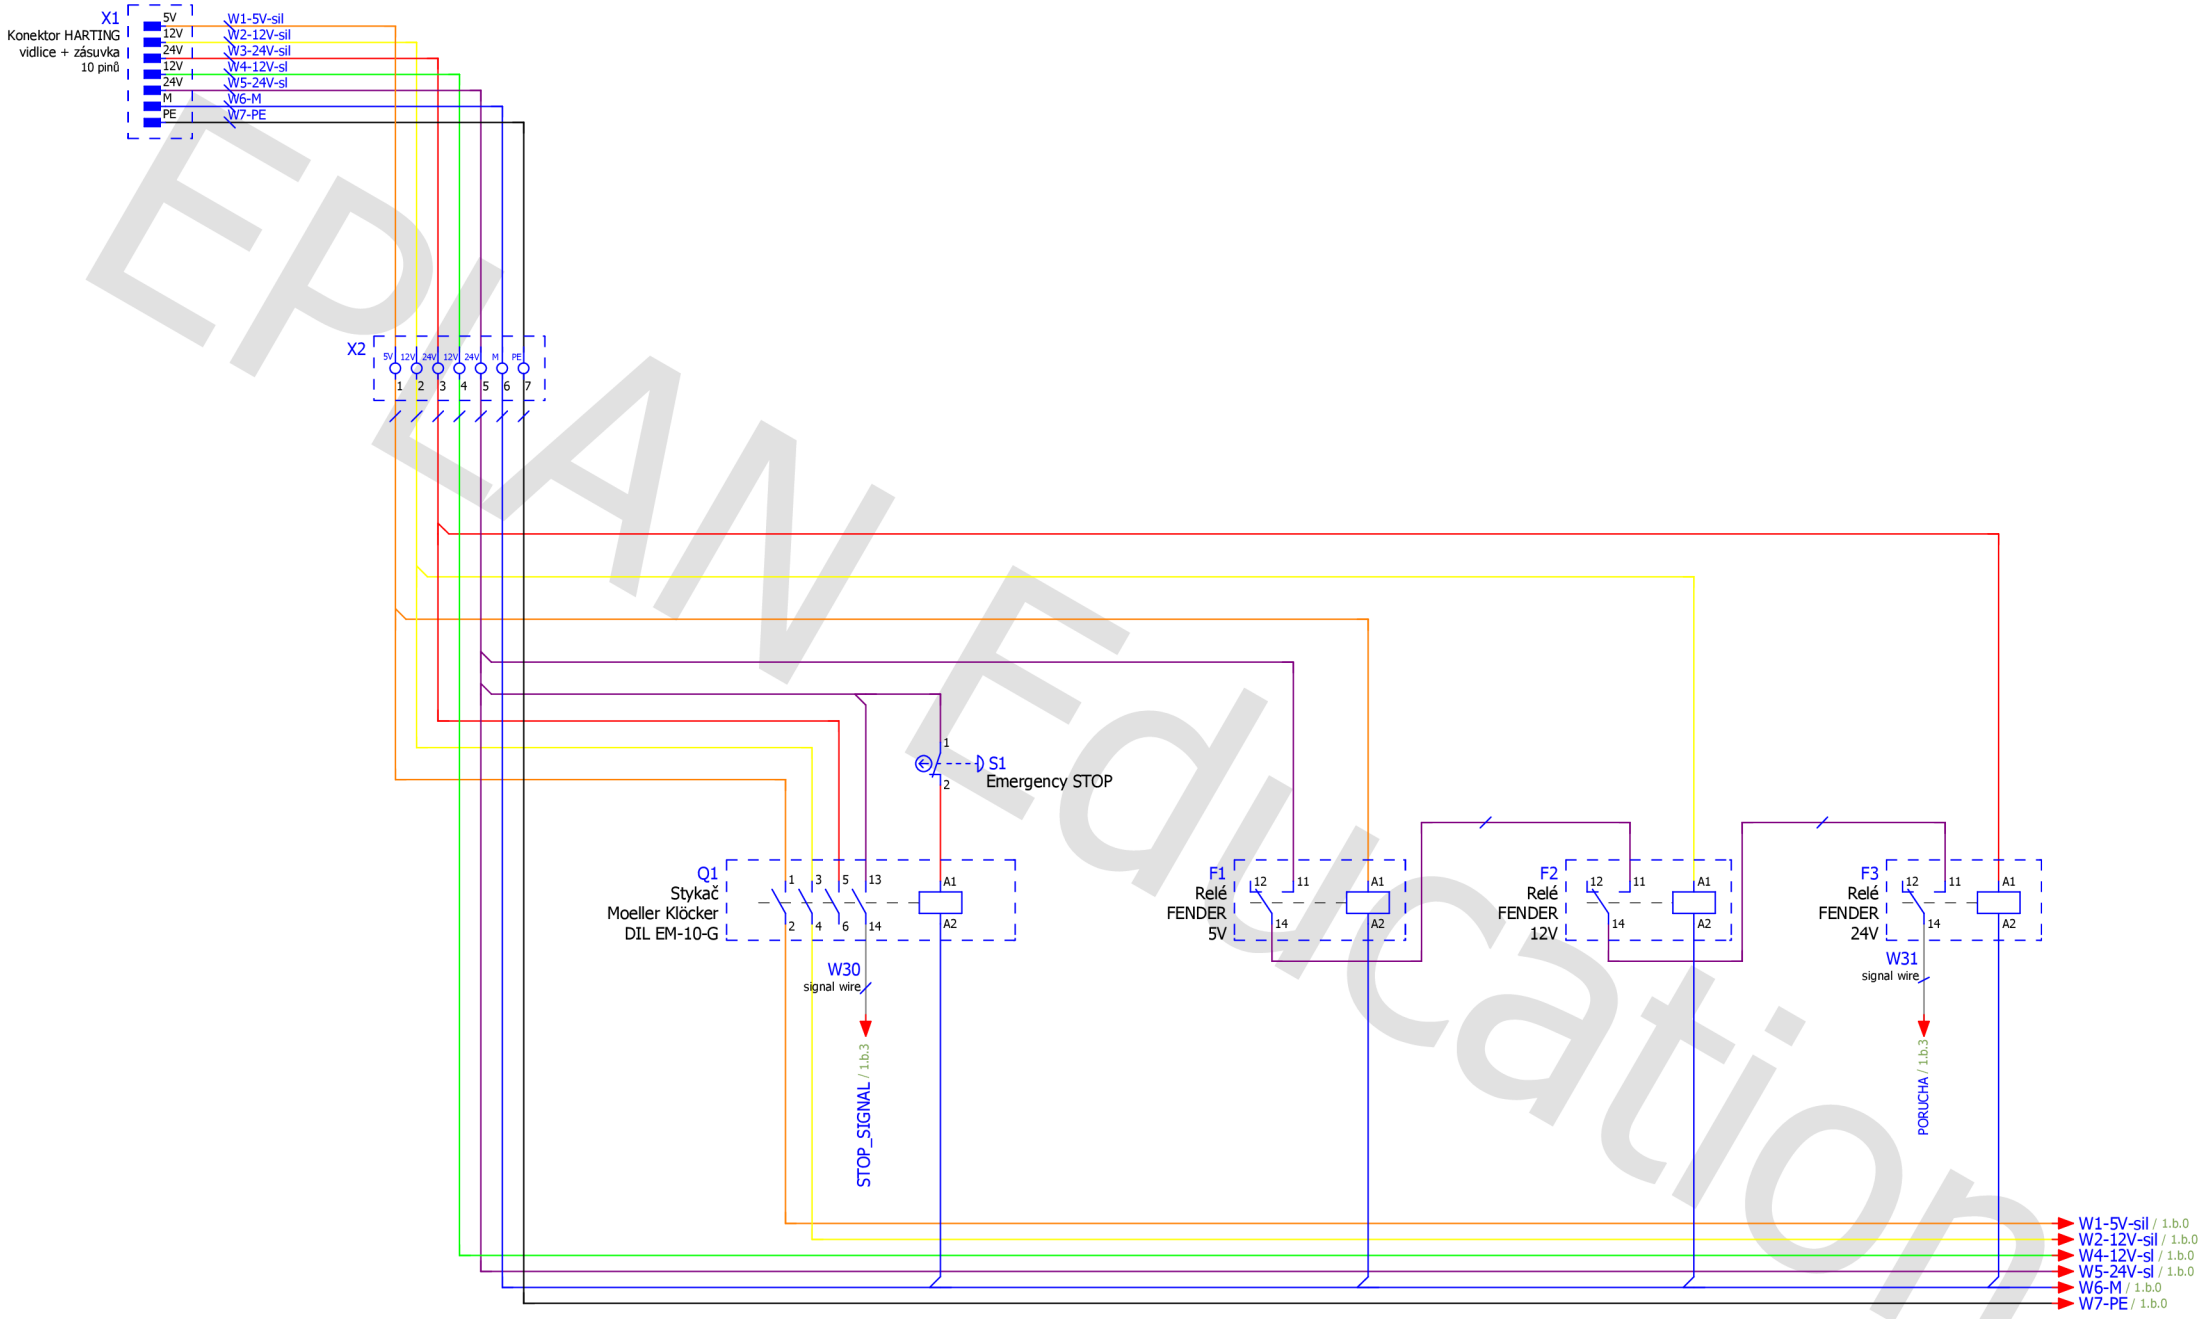 X1
Konektor HARTING
vidlice + zásuvka
10 pinů
5V
12V
24V
12V
24V
M
PE
W1-5V-sil
W2-12V-sil
W3-24V-sil
W4-12V-sl
W5-24V-sl
W6-M
W7-PE
X2
5V 12V 24V 12V 24V M PE
1 2 3 4 5 6 7
1
S1
Emergency STOP
2
Q1
Stykač
Moeller Klöcker
DIL EM-10-G
1 3 5 13 A1
2 4 6 14 A2
F1
Relé
FENDER
5V
12 11 A1
14 A2
F2
Relé
FENDER
12V
12 11 A1
14 A2
F3
Relé
FENDER
24V
12 11 A1
14 A2
W30
signal wire
STOP_SIGNAL / 1.b.3
W31
signal wire
PORUCHA / 1.b.3
W1-5V-sil / 1.b.0
W2-12V-sil / 1.b.0
W4-12V-sl / 1.b.0
W5-24V-sl / 1.b.0
W6-M / 1.b.0
W7-PE / 1.b.0
EPLAN Education